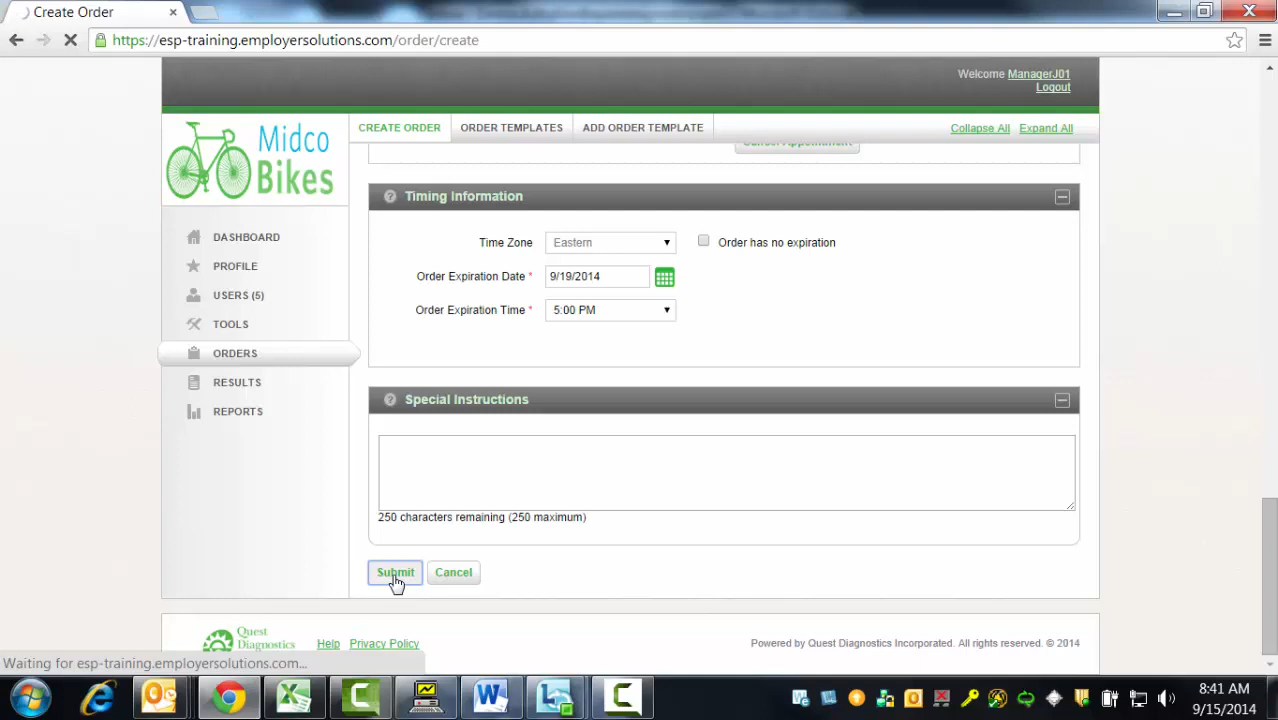 Create Order
https://esp-training.employersolutions.com/order/create
Welcome ManagerJ01
Logout
Midco
Bikes
CREATE ORDER
ORDER TEMPLATES
ADD ORDER TEMPLATE
Collapse All Expand All
Cancel Appointment
DASHBOARD
PROFILE
USERS (5)
TOOLS
ORDERS
RESULTS
REPORTS
? Timing Information
Time Zone Eastern Order has no expiration
Order Expiration Date * 9/19/2014
Order Expiration Time * 5:00 PM
? Special Instructions
250 characters remaining (250 maximum)
Submit Cancel
Quest
Diagnostics
Help Privacy Policy
Powered by Quest Diagnostics Incorporated. All rights reserved. © 2014
Waiting for esp-training.employersolutions.com...
8:41 AM
9/15/2014